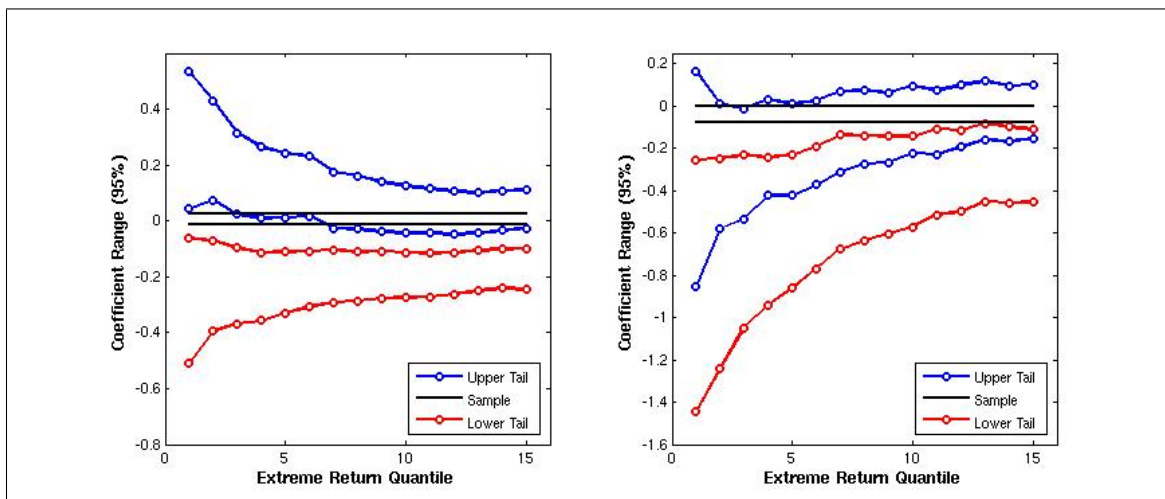 Coefficient Range (95%)
0.4
0.2
0
-0.2
-0.4
-0.6
-0.8
0
5
10
15
Extreme Return Quantile
Upper Tail
Sample
Lower Tail
Coefficient Range (95%)
0.2
0
-0.2
-0.4
-0.6
-0.8
-1
-1.2
-1.4
-1.6
0
5
10
15
Extreme Return Quantile
Upper Tail
Sample
Lower Tail